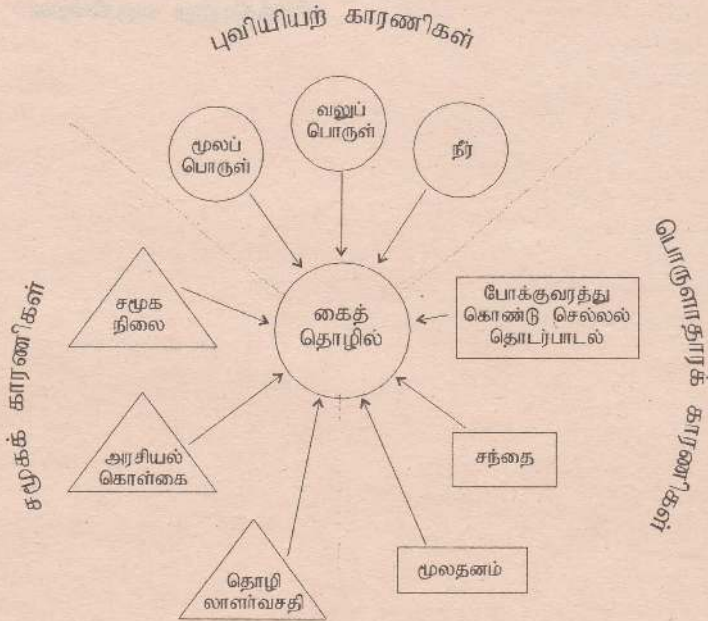 புவியியற் காரணிகள்
மூலப்
பொருள்
வலுப்
பொருள்
நீர்
சமூகக் காரணிகள்
சமூக
நிலை
கைத்
தொழில்
போக்குவரத்து
கொண்டு செல்லல்
தொடர்பாடல்
பொருளாதாரக் காரணிகள்
அரசியல்
கொள்கை
சந்தை
தொழி
லாளர்வசதி
மூலதனம்